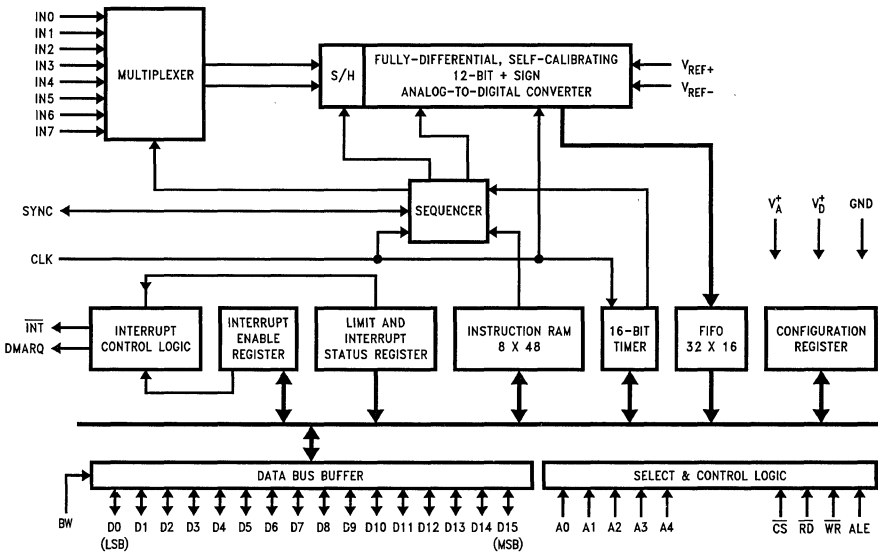 IN0
IN1
IN2
IN3
IN4
IN5
IN6
IN7
MULTIPLEXER
S/H
FULLY-DIFFERENTIAL, SELF-CALIBRATING
12-BIT + SIGN
ANALOG-TO-DIGITAL CONVERTER
VREF+
VREF-
SYNC
SEQUENCER
VA+
VD+
GND
CLK
INT
DMARQ
INTERRUPT
CONTROL LOGIC
INTERRUPT
ENABLE
REGISTER
LIMIT AND
INTERRUPT
STATUS REGISTER
INSTRUCTION RAM
8 X 48
16-BIT
TIMER
FIFO
32 X 16
CONFIGURATION
REGISTER
DATA BUS BUFFER
SELECT & CONTROL LOGIC
BW
D0
(LSB)
D1
D2
D3
D4
D5
D6
D7
D8
D9
D10
D11
D12
D13
D14
D15
(MSB)
A0
A1
A2
A3
A4
CS
RD
WR
ALE